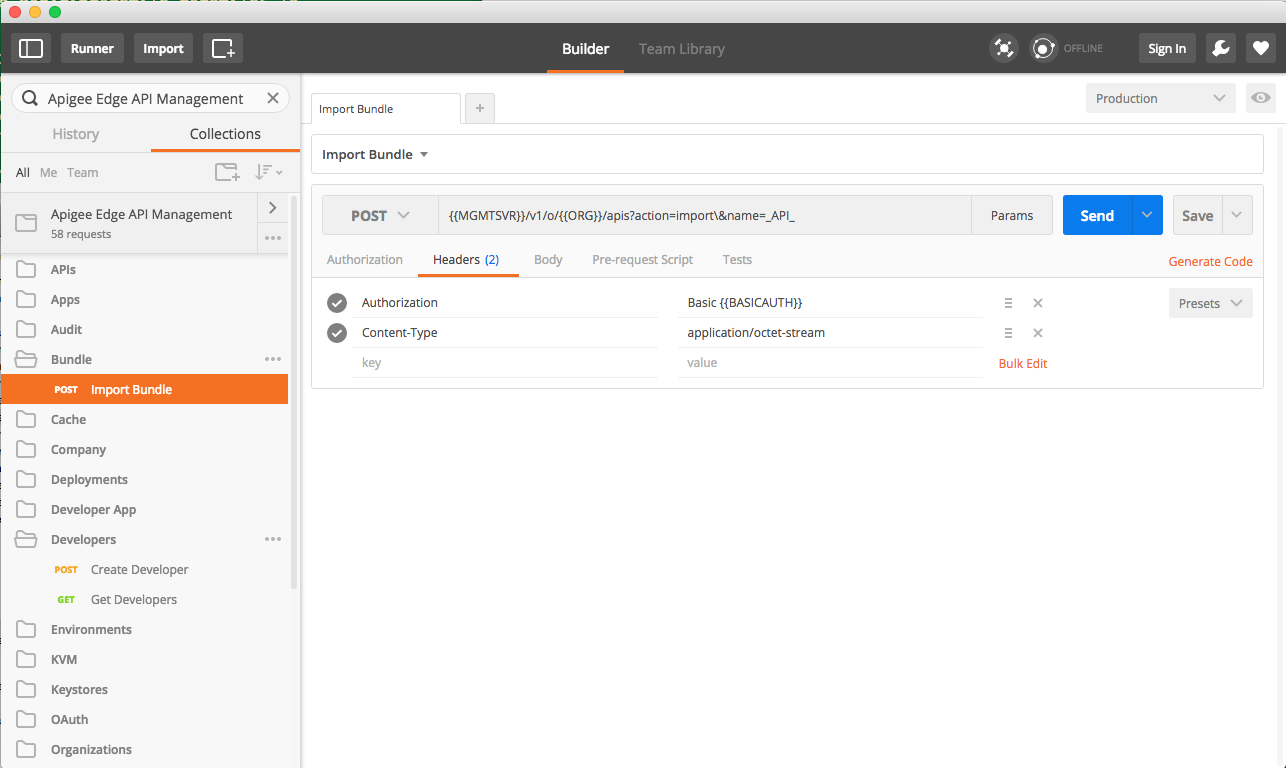 Runner
Import
Builder
Team Library
OFFLINE
Sign In
Apigee Edge API Management
History
Collections
All
Me
Team
Apigee Edge API Management
58 requests
APIs
Apps
Audit
Bundle
POST Import Bundle
Cache
Company
Deployments
Developer App
Developers
POST Create Developer
GET Get Developers
Environments
KVM
Keystores
OAuth
Organizations
Import Bundle
Production
Import Bundle
POST
{{MGMTSVR}}/v1/o/{{ORG}}/apis?action=import\&name=_API_
Params
Send
Save
Authorization
Headers (2)
Body
Pre-request Script
Tests
Generate Code
Authorization
Basic {{BASICAUTH}}
Presets
Content-Type
application/octet-stream
key
value
Bulk Edit